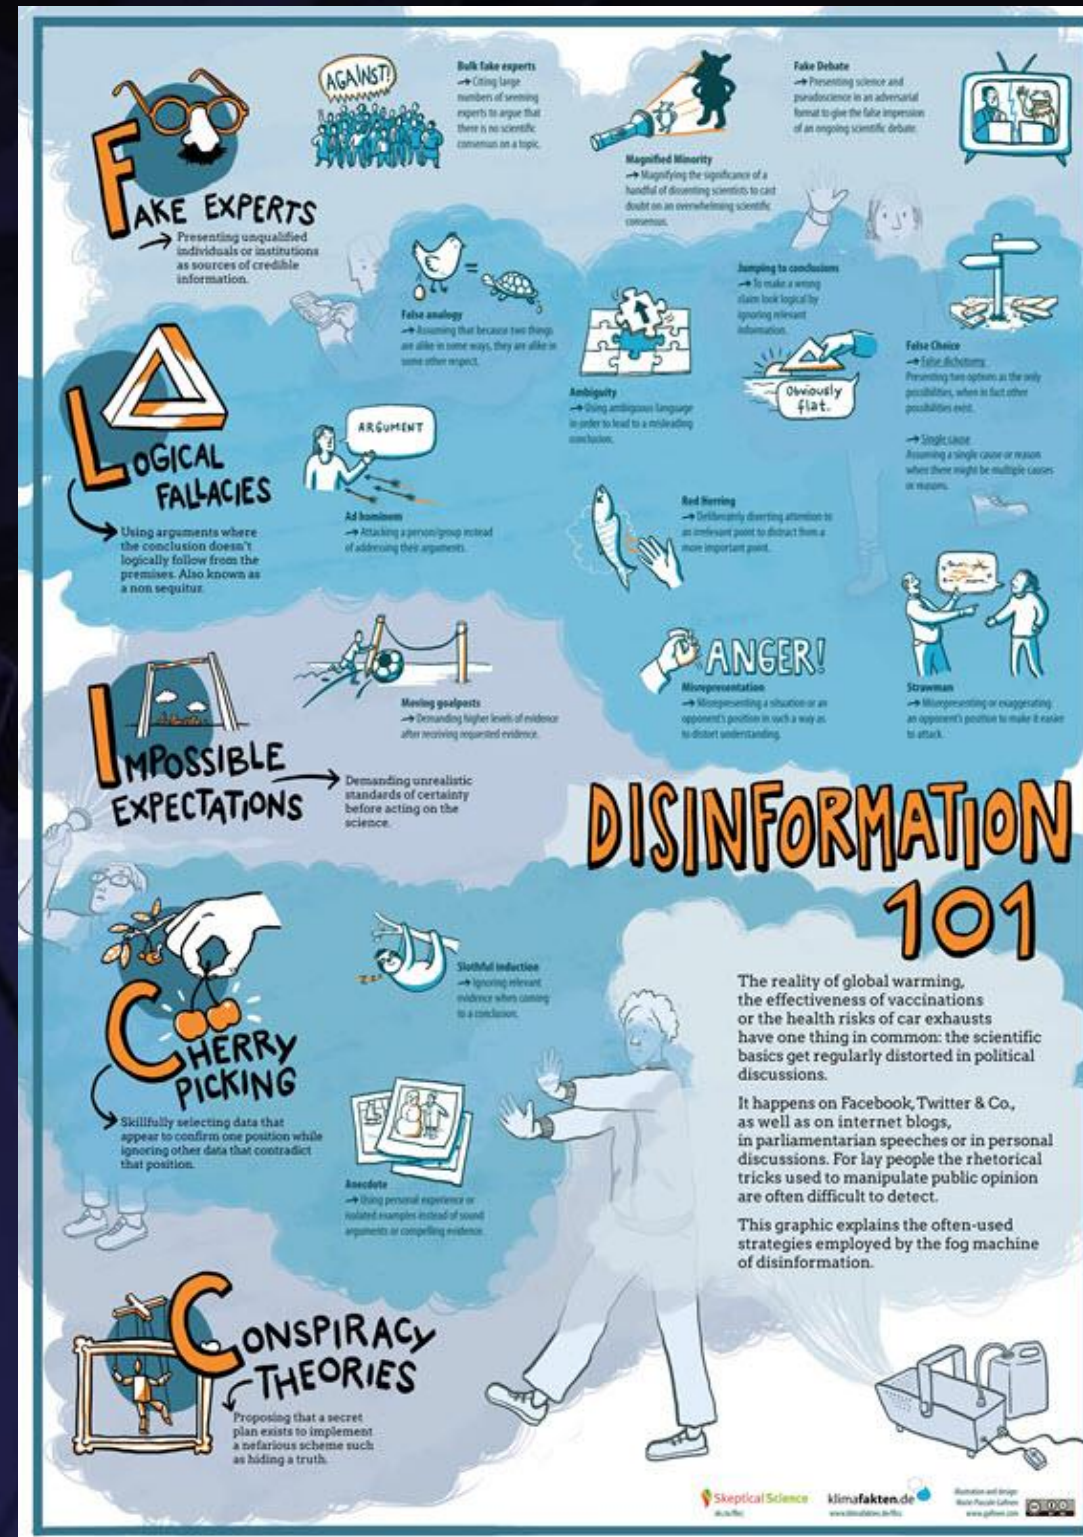 AGAINST!
Bulk fake experts
→ Citing large
numbers of seeming
experts to argue that
there is no scientific
consensus on a topic.
Magnified Minority
→ Magnifying the significance of a
handful of dissenting scientists to cast
doubt on an overwhelming scientific
consensus.
Fake Debate
→ Presenting science and
pseudoscience in an adversarial
format to give the false impression
of an ongoing scientific debate.
FAKE EXPERTS
→ Presenting unqualified
individuals or institutions
as sources of credible
information.
False analogy
→ Assuming that because two things
are alike in some ways, they are alike in
some other respect.
Ambiguity
→ Using ambiguous language
in order to lead to a misleading
conclusion.
Jumping to conclusions
→ To make a wrong
claim look logical by
ignoring relevant
information.
Obviously
flat.
False Choice
→ False dichotomy
Presenting two options as the only
possibilities, when in fact other
possibilities exist.
→ Single cause
Assuming a single cause or reason
when there might be multiple causes
or reasons.
LOGICAL
FALLACIES
→ Using arguments where
the conclusion doesn't
logically follow from the
premises. Also known as
a non sequitur.
ARGUMENT
Ad hominem
→ Attacking a person/group instead
of addressing their arguments.
Red Herring
→ Deliberately diverting attention to
an irrelevant point to distract from a
more important point.
ANGER!
Misrepresentation
→ Misrepresenting a situation or an
opponent's position in such a way as
to distort understanding.
Strawman
→ Misrepresenting or exaggerating
an opponent's position to make it easier
to attack.
Moving goalposts
→ Demanding higher levels of evidence
after receiving requested evidence.
IMPOSSIBLE
EXPECTATIONS
→ Demanding unrealistic
standards of certainty
before acting on the
science.
DISINFORMATION
101
The reality of global warming,
the effectiveness of vaccinations
or the health risks of car exhausts
have one thing in common: the scientific
basics get regularly distorted in political
discussions.
It happens on Facebook, Twitter & Co.,
as well as on internet blogs,
in parliamentarian speeches or in personal
discussions. For lay people the rhetorical
tricks used to manipulate public opinion
are often difficult to detect.
This graphic explains the often-used
strategies employed by the fog machine
of disinformation.
CHERRY
PICKING
→ Skillfully selecting data that
appear to confirm one position while
ignoring other data that contradict
that position.
zzz
Slothful induction
→ Ignoring relevant
evidence when coming
to a conclusion.
Anecdote
→ Using personal experience or
isolated examples instead of sound
arguments or compelling evidence.
CONSPIRACY
THEORIES
→ Proposing that a secret
plan exists to implement
a nefarious scheme such
as hiding a truth.
Skeptical Science
klimafakten.de
Illustration and design: